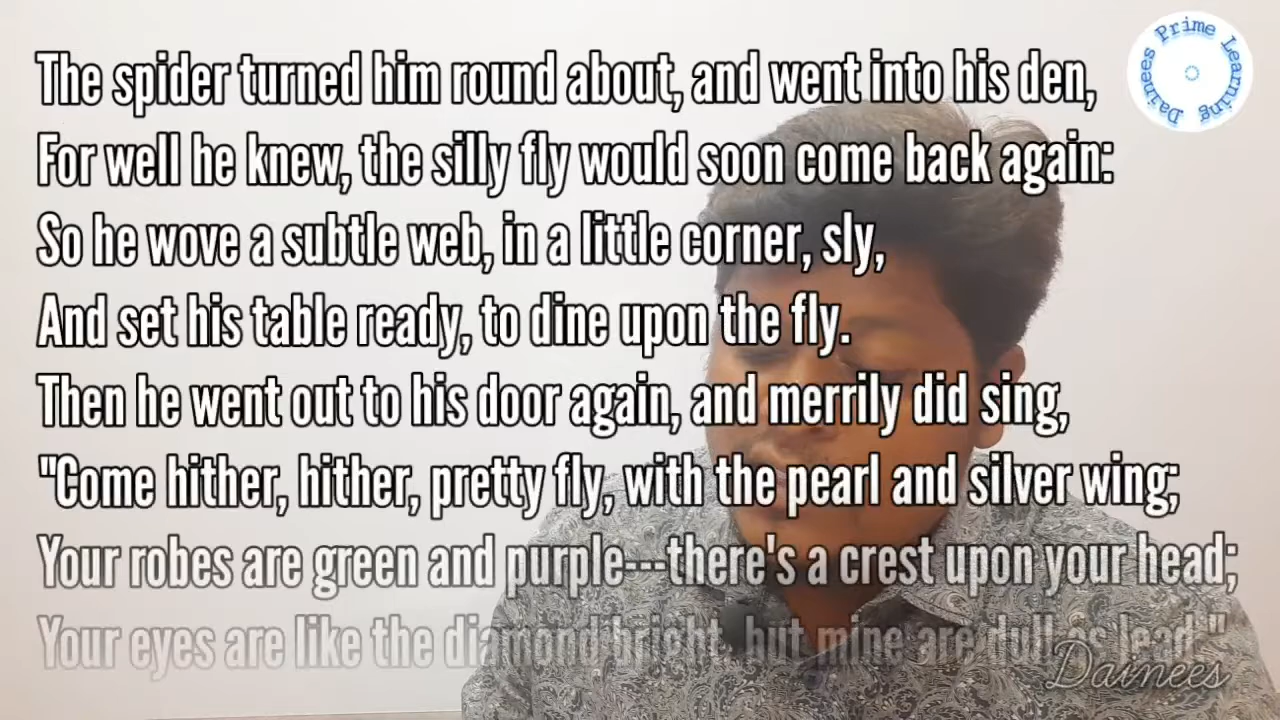 The spider turned him round about, and went into his den,
For well he knew, the silly fly would soon come back again:
So he wove a subtle web, in a little corner, sly,
And set his table ready, to dine upon the fly.
Then he went out to his door again, and merrily did sing,
"Come hither, hither, pretty fly, with the pearl and silver wing;
Your robes are green and purple---there's a crest upon your head;
Your eyes are like the diamond bright, but mine are dull as lead."
Dainees Prime Learning
Dainees